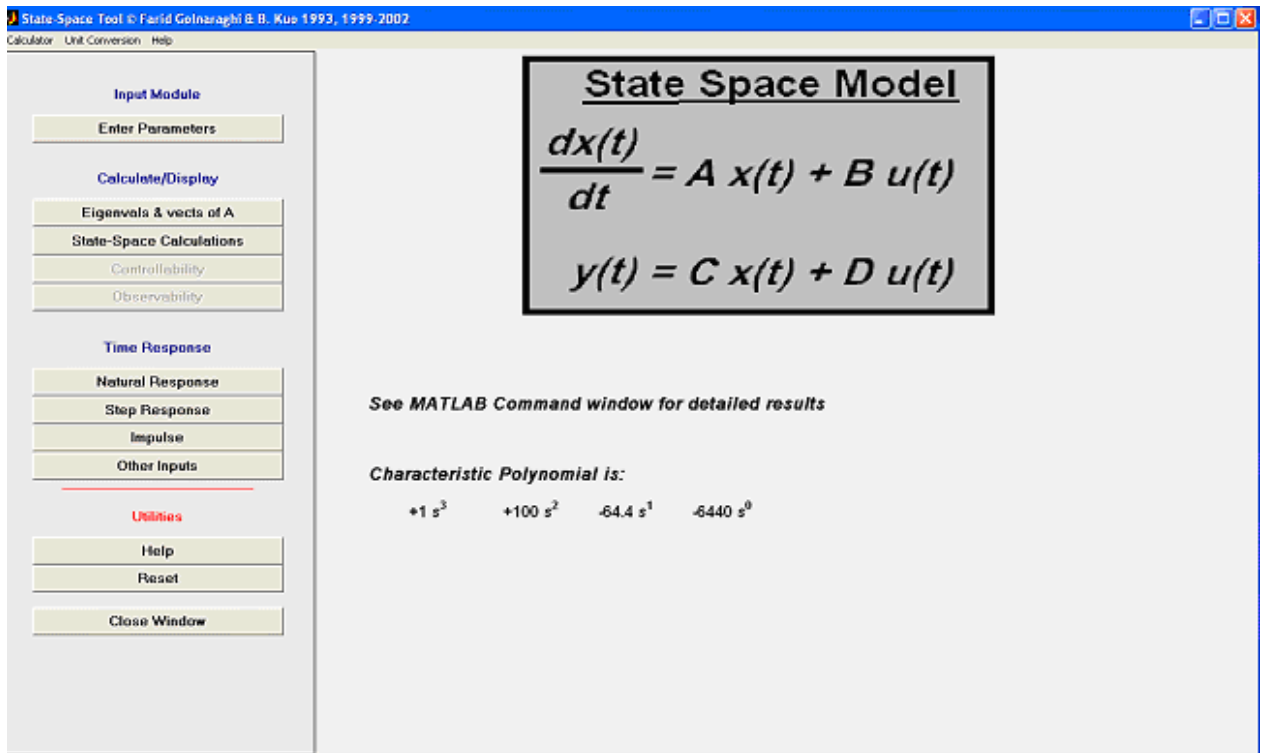 State-Space Tool © Farid Golnaraghi & B. Kuo 1993, 1999-2002
Calculator Unit Conversion Help
Input Module
Enter Parameters
Calculate/Display
Eigenvals & vects of A
State-Space Calculations
Controllability
Observability
Time Response
Natural Response
Step Response
Impulse
Other Inputs
Utilities
Help
Reset
Close Window
State Space Model
dx(t)/dt = A x(t) + B u(t)
y(t) = C x(t) + D u(t)
See MATLAB Command window for detailed results
Characteristic Polynomial is:
+1 s^3 +100 s^2 -64.4 s^1 -6440 s^0